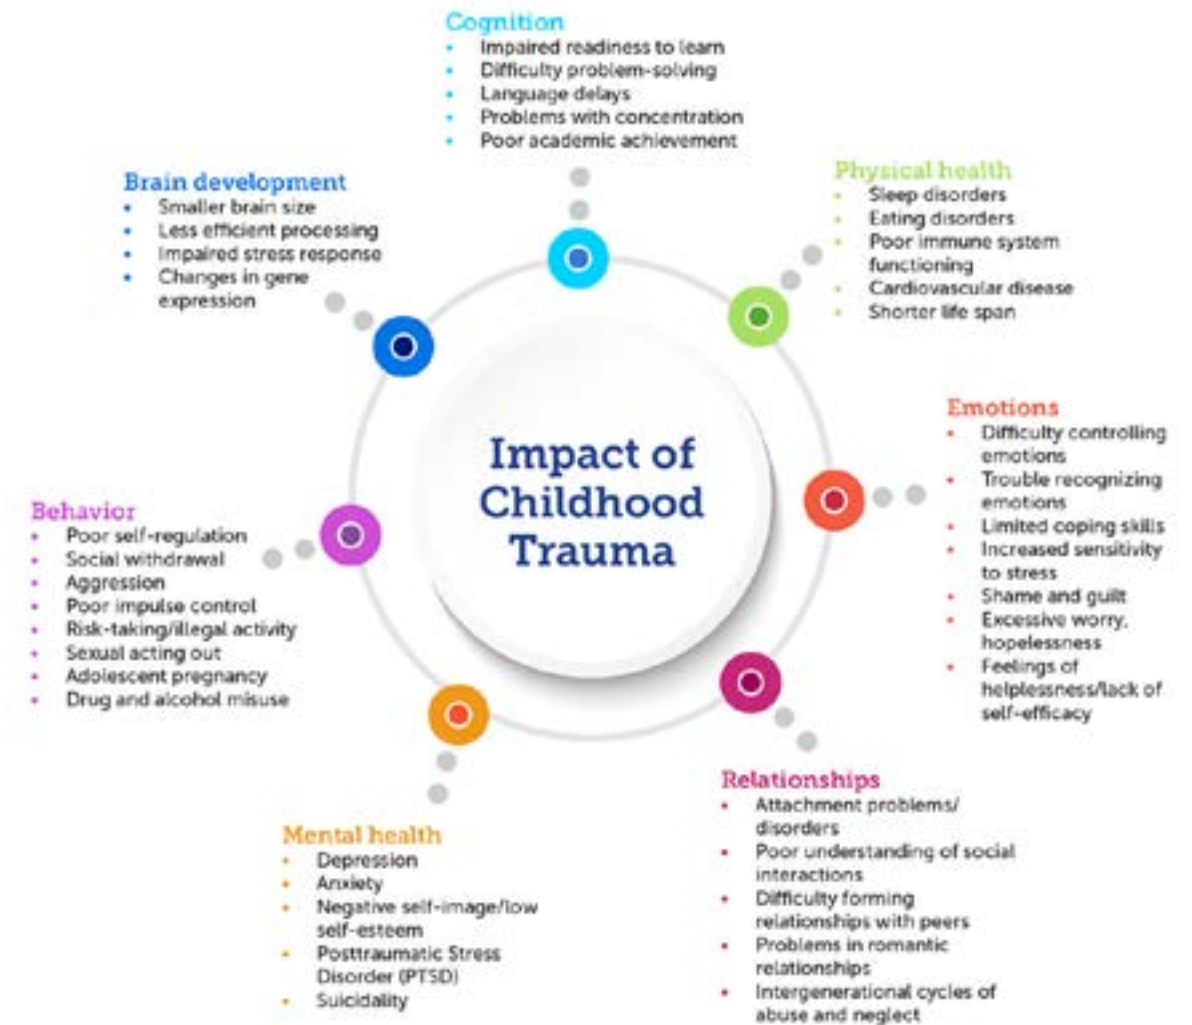 Cognition
Impaired readiness to learn
Difficulty problem-solving
Language delays
Problems with concentration
Poor academic achievement
Physical health
Sleep disorders
Eating disorders
Poor immune system
functioning
Cardiovascular disease
Shorter life span
Emotions
Difficulty controlling
emotions
Trouble recognizing
emotions
Limited coping skills
Increased sensitivity
to stress
Shame and guilt
Excessive worry,
hopelessness
Feelings of
helplessness/lack of
self-efficacy
Relationships
Attachment problems/
disorders
Poor understanding of social
interactions
Difficulty forming
relationships with peers
Problems in romantic
relationships
Intergenerational cycles of
abuse and neglect
Mental health
Depression
Anxiety
Negative self-image/low
self-esteem
Posttraumatic Stress
Disorder (PTSD)
Suicidality
Behavior
Poor self-regulation
Social withdrawal
Aggression
Poor impulse control
Risk-taking/illegal activity
Sexual acting out
Adolescent pregnancy
Drug and alcohol misuse
Brain development
Smaller brain size
Less efficient processing
Impaired stress response
Changes in gene
expression
Impact of
Childhood
Trauma